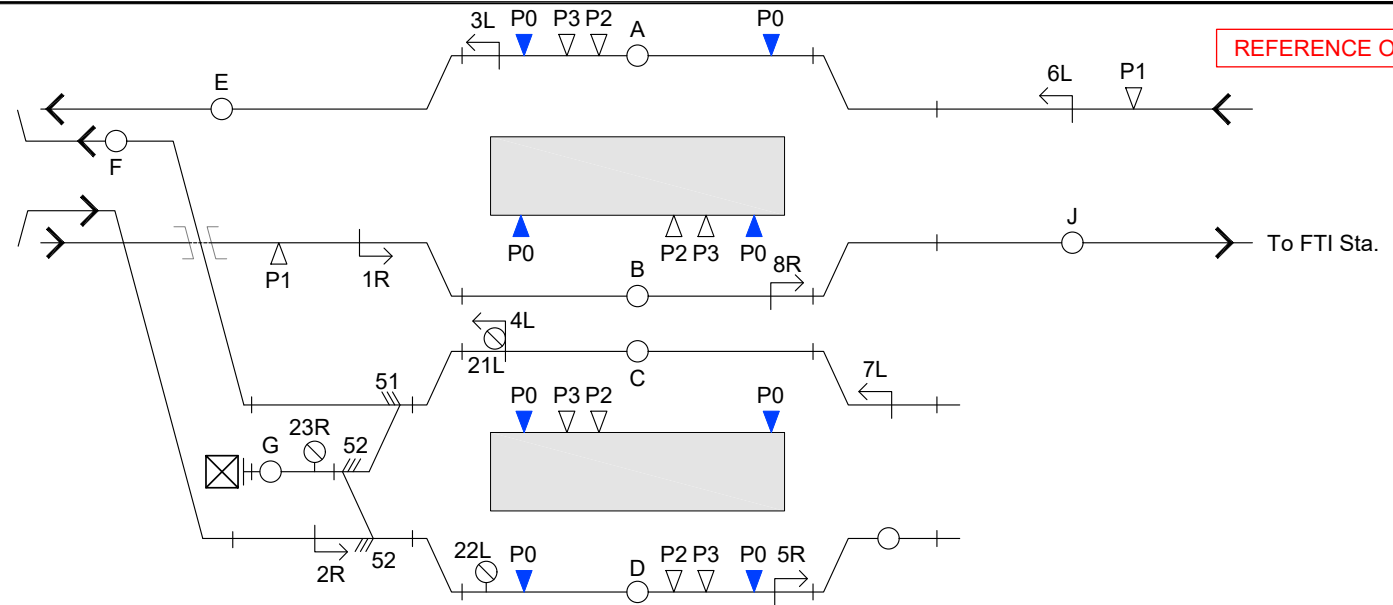 3L P0 P3 P2 A P0
REFERENCE O
6L P1
E
F
P0 P2 P3 P0
J
To FTI Sta.
P1 1R
B 8R
4L
21L
C
7L
51
P0 P3 P2 P0
23R
G 52
22L P0 D P2 P3 P0 5R
52
2R